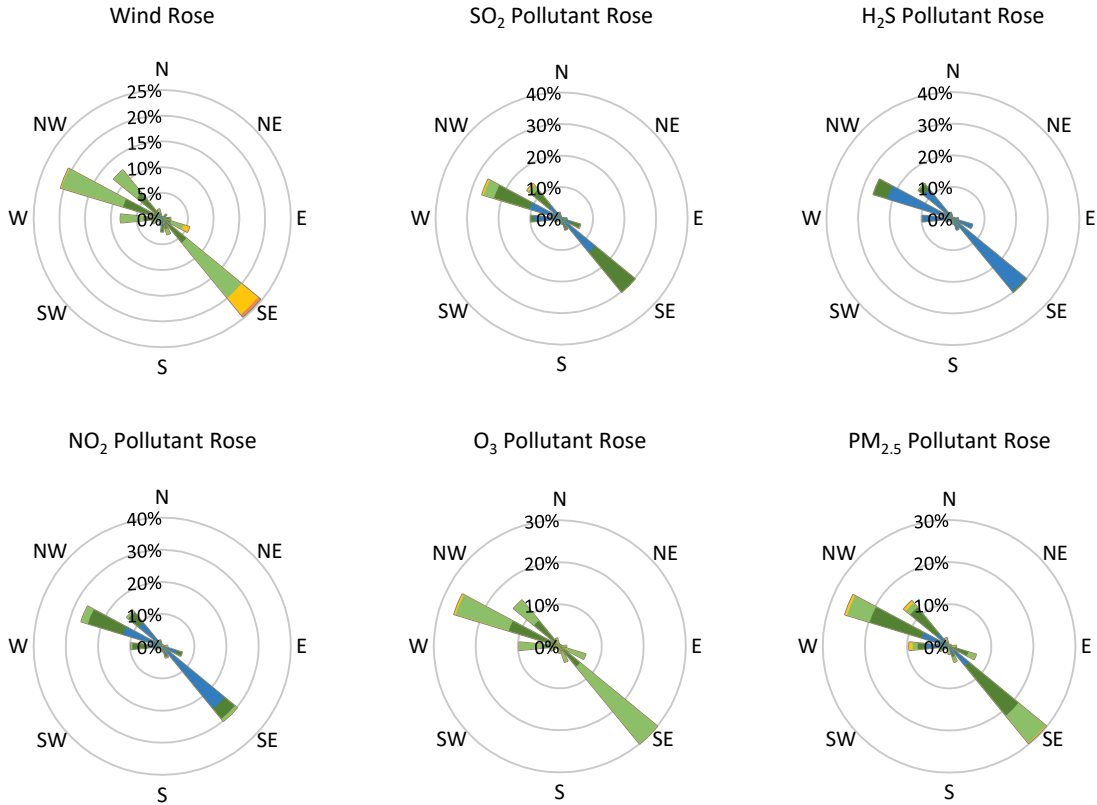 Wind Rose
N
25%
20%
15%
10%
5%
0%
NW
NE
W
E
SW
SE
S
SO₂ Pollutant Rose
N
40%
30%
20%
10%
0%
NW
NE
W
E
SW
SE
S
H₂S Pollutant Rose
N
40%
30%
20%
10%
0%
NW
NE
W
E
SW
SE
S
NO₂ Pollutant Rose
N
40%
30%
20%
10%
0%
NW
NE
W
E
SW
SE
S
O₃ Pollutant Rose
N
30%
20%
10%
0%
NW
NE
W
E
SW
SE
S
PM₂.₅ Pollutant Rose
N
30%
20%
10%
0%
NW
NE
W
E
SW
SE
S